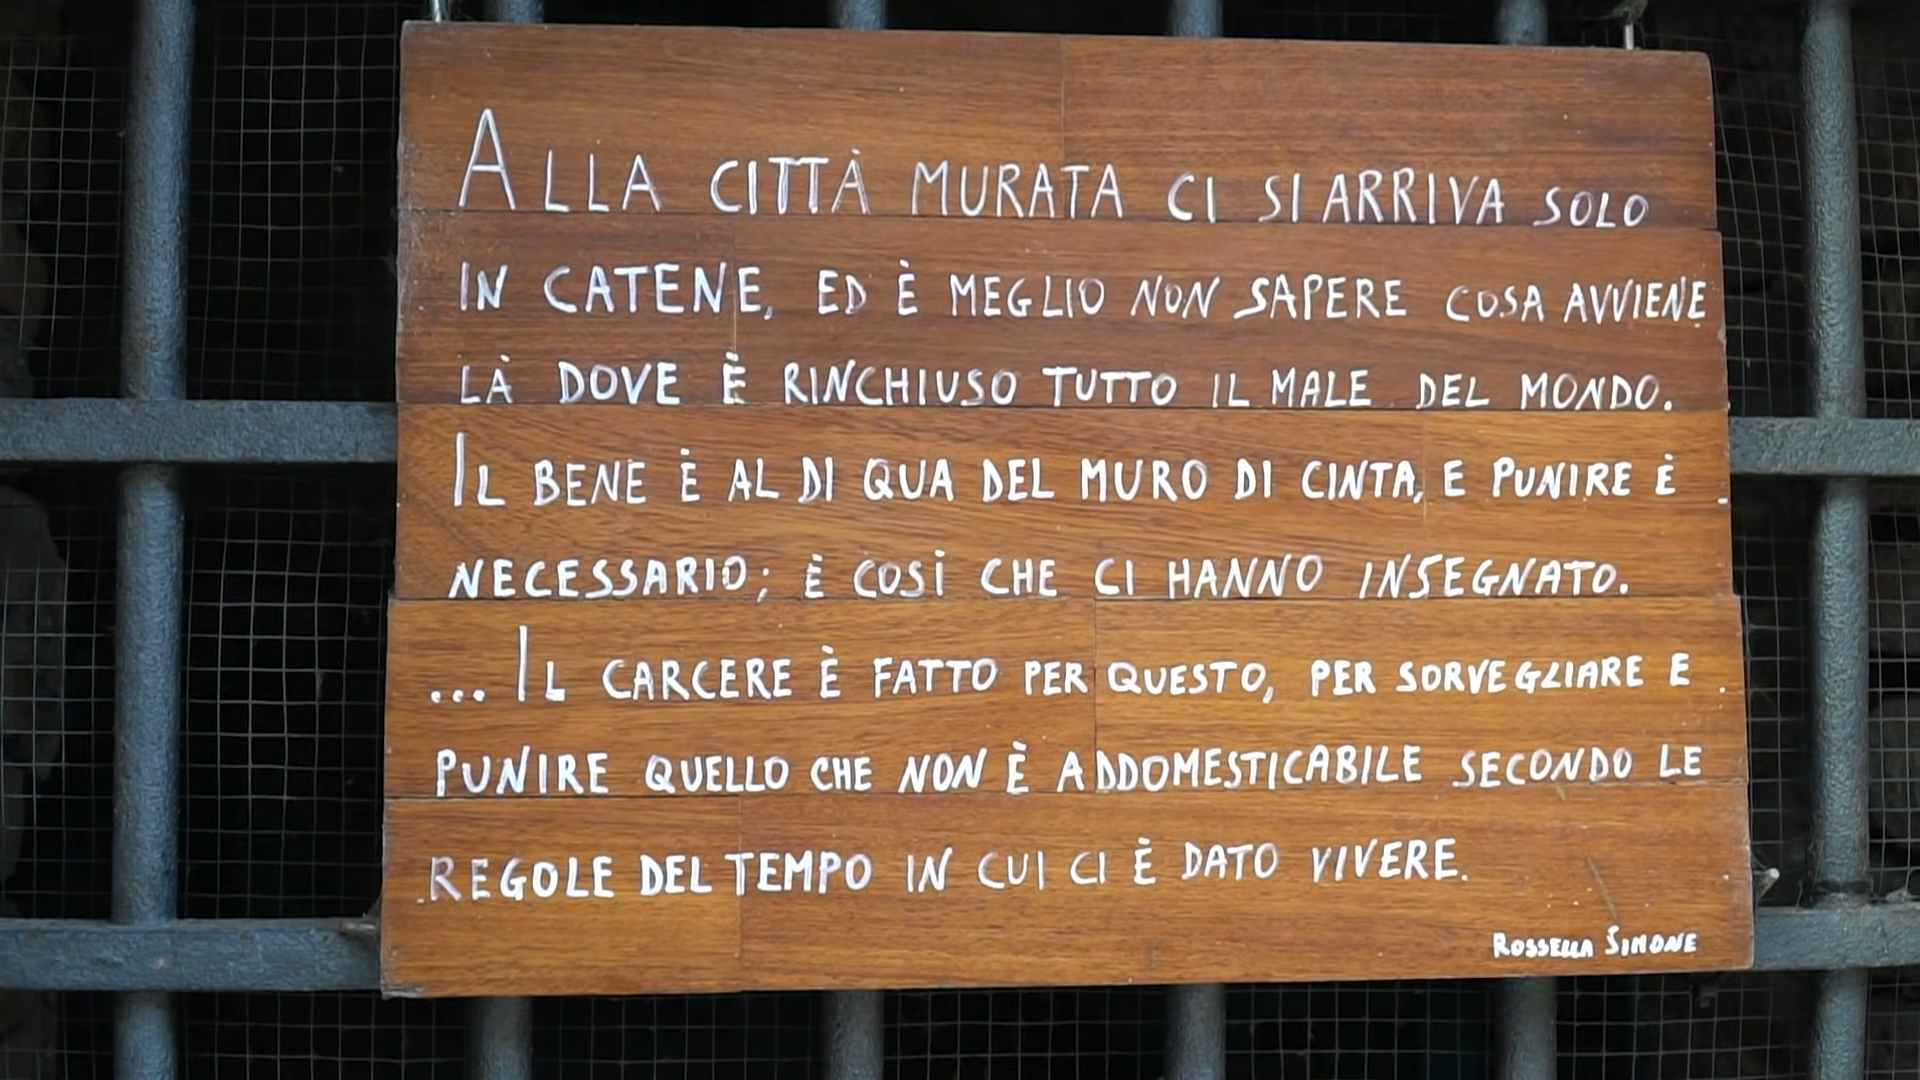 ALLA CITTÀ MURATA CI SI ARRIVA SOLO
IN CATENE, ED È MEGLIO NON SAPERE COSA AVVIENE
LÀ DOVE È RINCHIUSO TUTTO IL MALE DEL MONDO.
IL BENE È AL DI QUA DEL MURO DI CINTA, E PUNIRE È
NECESSARIO; È COSÌ CHE CI HANNO INSEGNATO.
... IL CARCERE È FATTO PER QUESTO, PER SORVEGLIARE E
PUNIRE QUELLO CHE NON È ADDOMESTICABILE SECONDO LE
REGOLE DEL TEMPO IN CUI CI È DATO VIVERE.
ROSSELLA SIMONE